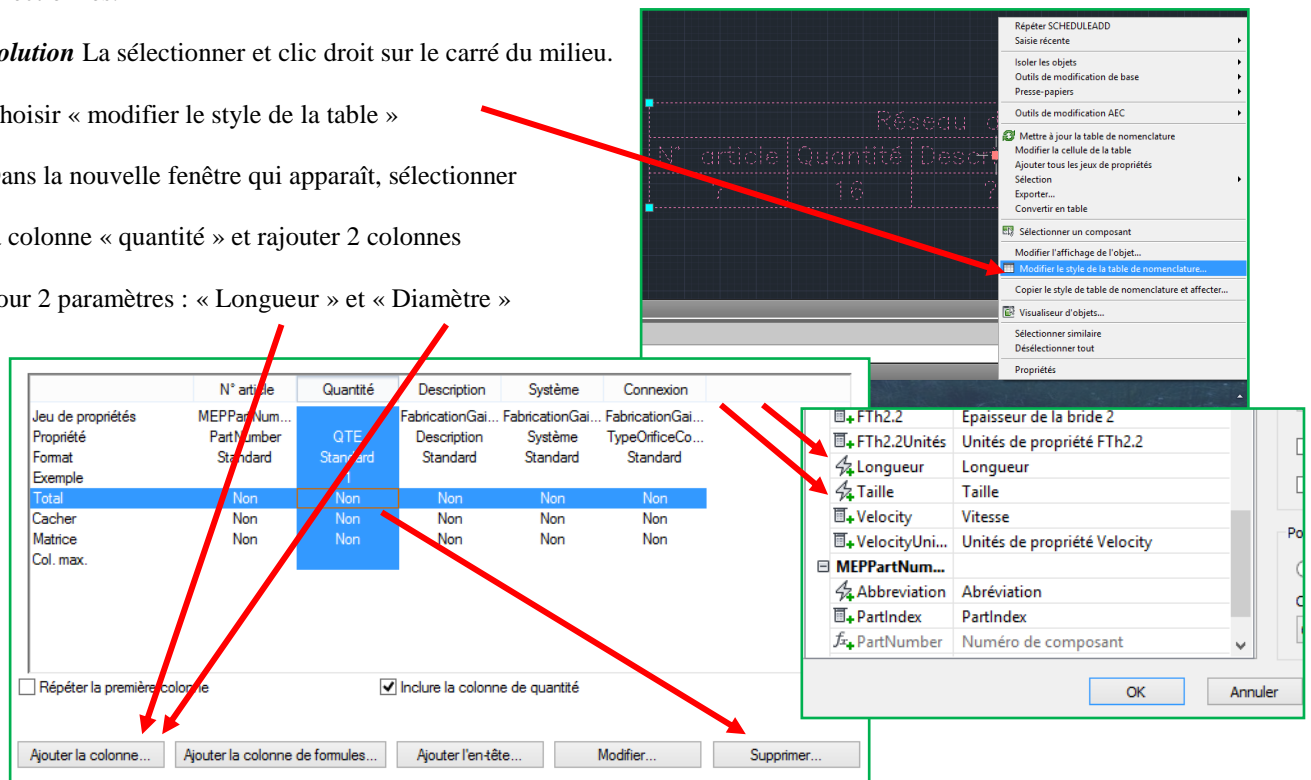 olution La sélectionner et clic droit sur le carré du milieu.
hoisir « modifier le style de la table »
ans la nouvelle fenêtre qui apparaît, sélectionner
colonne « quantité » et rajouter 2 colonnes
our 2 paramètres : « Longueur » et « Diamètre »
Réseau d
N° article Quantité Desc
? 16 ?
Répéter SCHEDULEADD
Saisie récente
Isoler les objets
Outils de modification de base
Presse-papiers
Outils de modification AEC
Mettre à jour la table de nomenclature
Modifier la cellule de la table
Ajouter tous les jeux de propriétés
Sélection
Exporter...
Convertir en table
Sélectionner un composant
Modifier l'affichage de l'objet...
Modifier le style de la table de nomenclature...
Copier le style de table de nomenclature et affecter...
Visualiseur d'objets...
Sélectionner similaire
Désélectionner tout
Propriétés
N° article Quantité Description Système Connexion
Jeu de propriétés MEPPartNum... FabricationGai... FabricationGai... FabricationGai...
Propriété PartNumber QTE Description Système TypeOrificeCo...
Format Standard Standard Standard Standard Standard
Exemple 1
Total Non Non Non Non Non
Cacher Non Non Non Non Non
Matrice Non Non Non Non Non
Col. max.
Répéter la première colonne Inclure la colonne de quantité
Ajouter la colonne... Ajouter la colonne de formules... Ajouter l'en-tête... Modifier... Supprimer...
FTh2.2 Epaisseur de la bride 2
FTh2.2Unités Unités de propriété FTh2.2
Longueur Longueur
Taille Taille
Velocity Vitesse
VelocityUni... Unités de propriété Velocity
MEPPartNum...
Abbreviation Abréviation
PartIndex PartIndex
PartNumber Numéro de composant
Po
OK Annuler